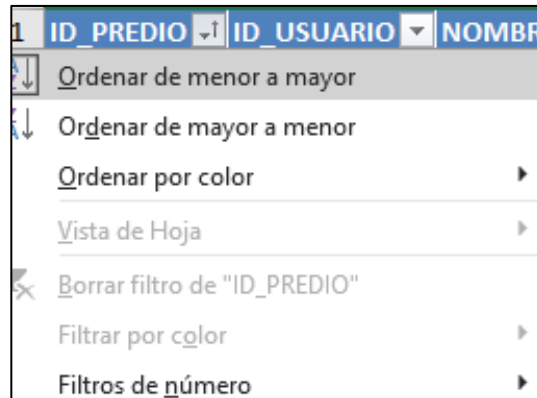 1 ID_PREDIO ID_USUARIO NOMBR
Ordenar de menor a mayor
Ordenar de mayor a menor
Ordenar por color
Vista de Hoja
Borrar filtro de "ID_PREDIO"
Filtrar por color
Filtros de número